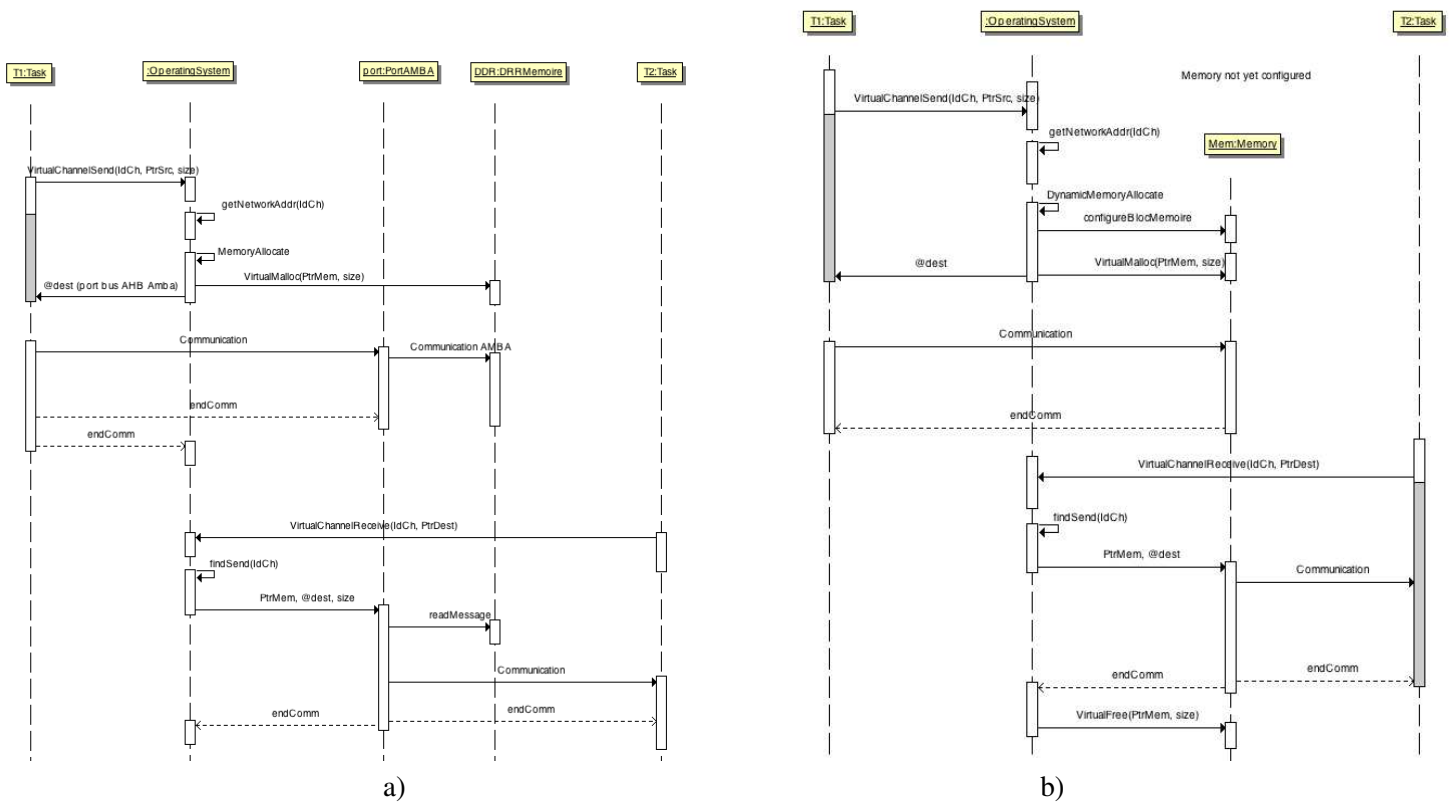 T1:Task
:OperatingSystem
port:PortAMBA
DDR:DRRMemoire
T2:Task
VirtualChannelSend(IdCh, PtrSrc, size)
getNetworkAddr(IdCh)
MemoryAllocate
VirtualMalloc(PtrMem, size)
@dest (port bus AHB Amba)
Communication
Communication AMBA
endComm
endComm
VirtualChannelReceive(IdCh, PtrDest)
findSend(IdCh)
PtrMem, @dest, size
readMessage
Communication
endComm
endComm
a)
T1:Task
:OperatingSystem
T2:Task
Memory not yet configured
VirtualChannelSend(IdCh, PtrSrc, size)
getNetworkAddr(IdCh)
Mem:Memory
DynamicMemoryAllocate
configureBlocMemoire
@dest
VirtualMalloc(PtrMem, size)
Communication
endComm
VirtualChannelReceive(IdCh, PtrDest)
findSend(IdCh)
PtrMem, @dest
Communication
endComm
endComm
VirtualFree(PtrMem, size)
b)